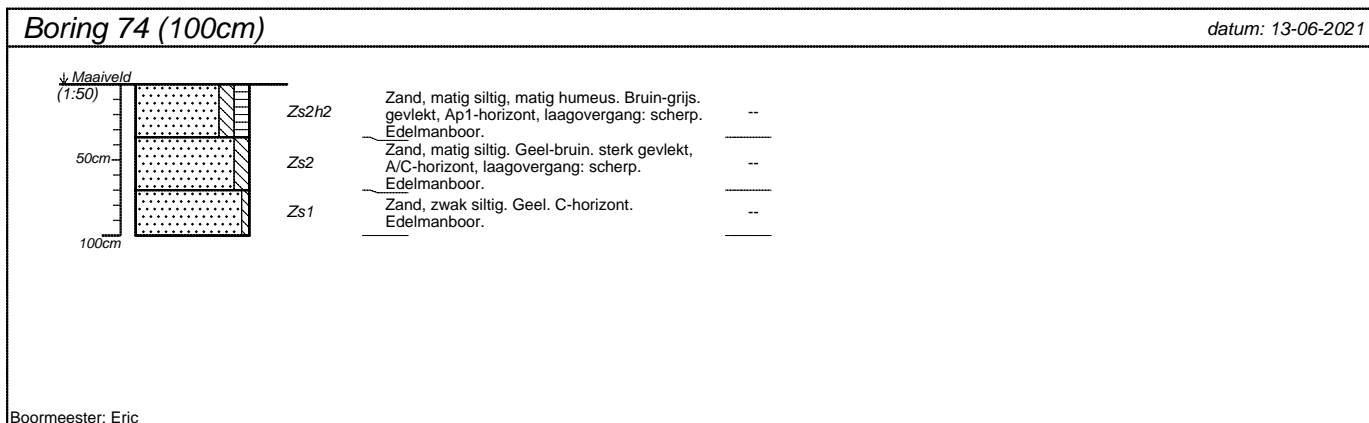 Boring 74 (100cm)
datum: 13-06-2021
Maaiveld
(1:50)
Zs2h2
Zand, matig siltig, matig humeus. Bruin-grijs.
gevlekt, Ap1-horizont, laagovergang: scherp.
Edelmanboor.
--
50cm
Zs2
Zand, matig siltig. Geel-bruin. sterk gevlekt,
A/C-horizont, laagovergang: scherp.
Edelmanboor.
--
Zs1
Zand, zwak siltig. Geel. C-horizont.
Edelmanboor.
--
100cm
Boormeester: Eric